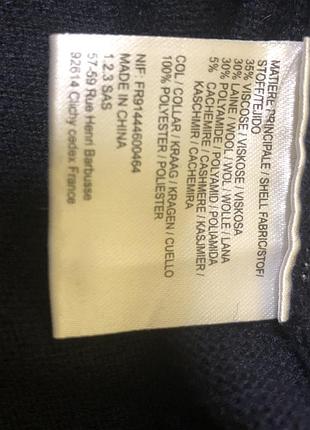 MATIERE PRINCIPALE / SHELL FABRIC/STOF/
STOFF/TEJIDO
35% VISCOSE / VISKOSE / VISKOSA
30% LAINE / WOOL / WOL / WOLLE / LANA
30% POLYAMIDE / POLYAMID / POLIAMIDA
5% CACHEMIRE / CASHMERE / KASJMIER /
KASCHMIR / CACHEMIRA
COL / COLLAR / KRAAG / KRAGEN / CUELLO
100% POLYESTER / POLIESTER
NIF: FR91444600464
MADE IN CHINA
1.2.3 SAS
57-59 Rue Henri Barbusse
92614 Clichy cedex France